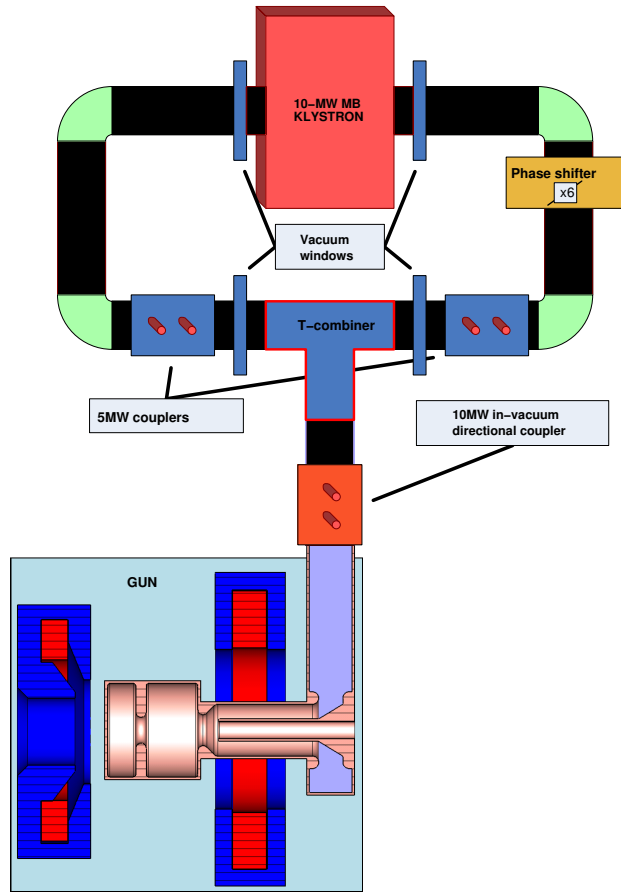 10−MW MB
KLYSTRON
Phase shifter
x6
Vacuum
windows
T−combiner
5MW couplers
10MW in−vacuum
directional coupler
GUN